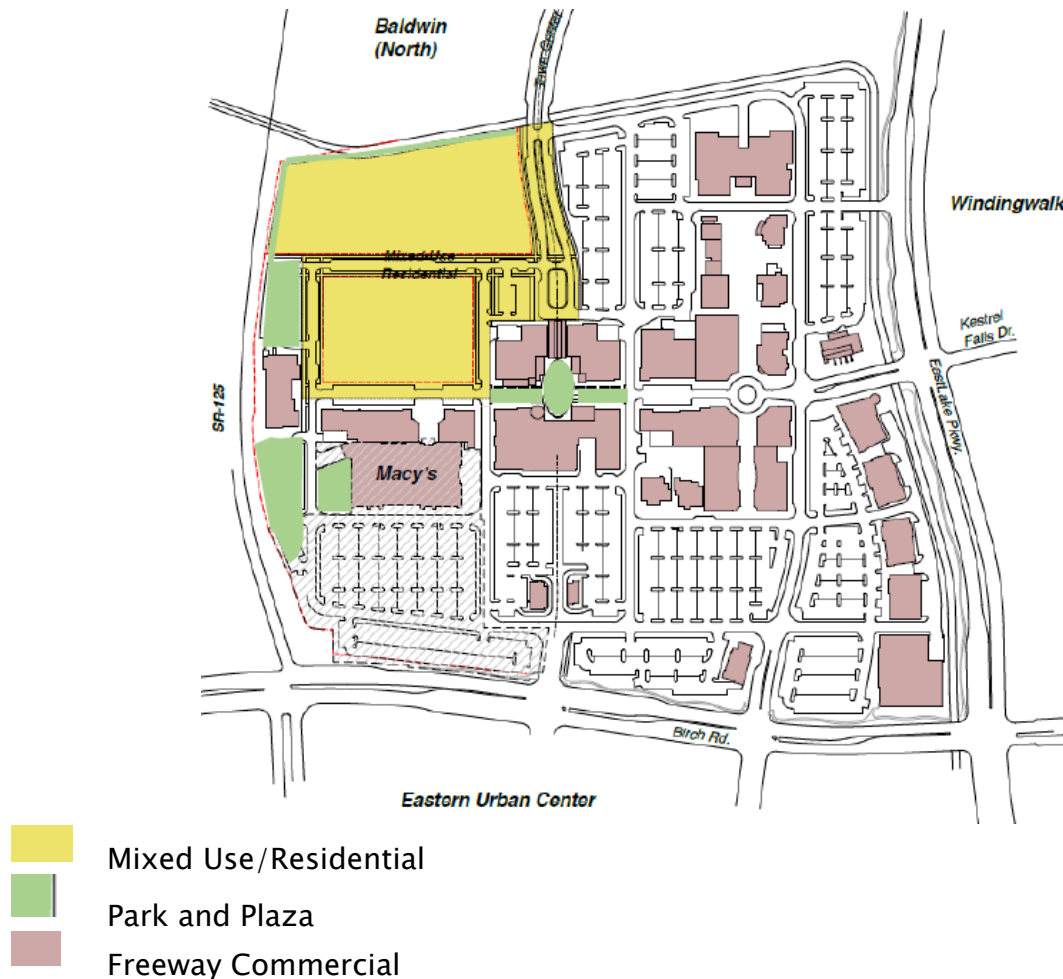 Baldwin
(North)
Windingwalk
Mixed Use
Residential
Kestrel
Falls Dr.
SR-125
EastLake Pkwy.
Macy's
Birch Rd.
Eastern Urban Center
Mixed Use/Residential
Park and Plaza
Freeway Commercial